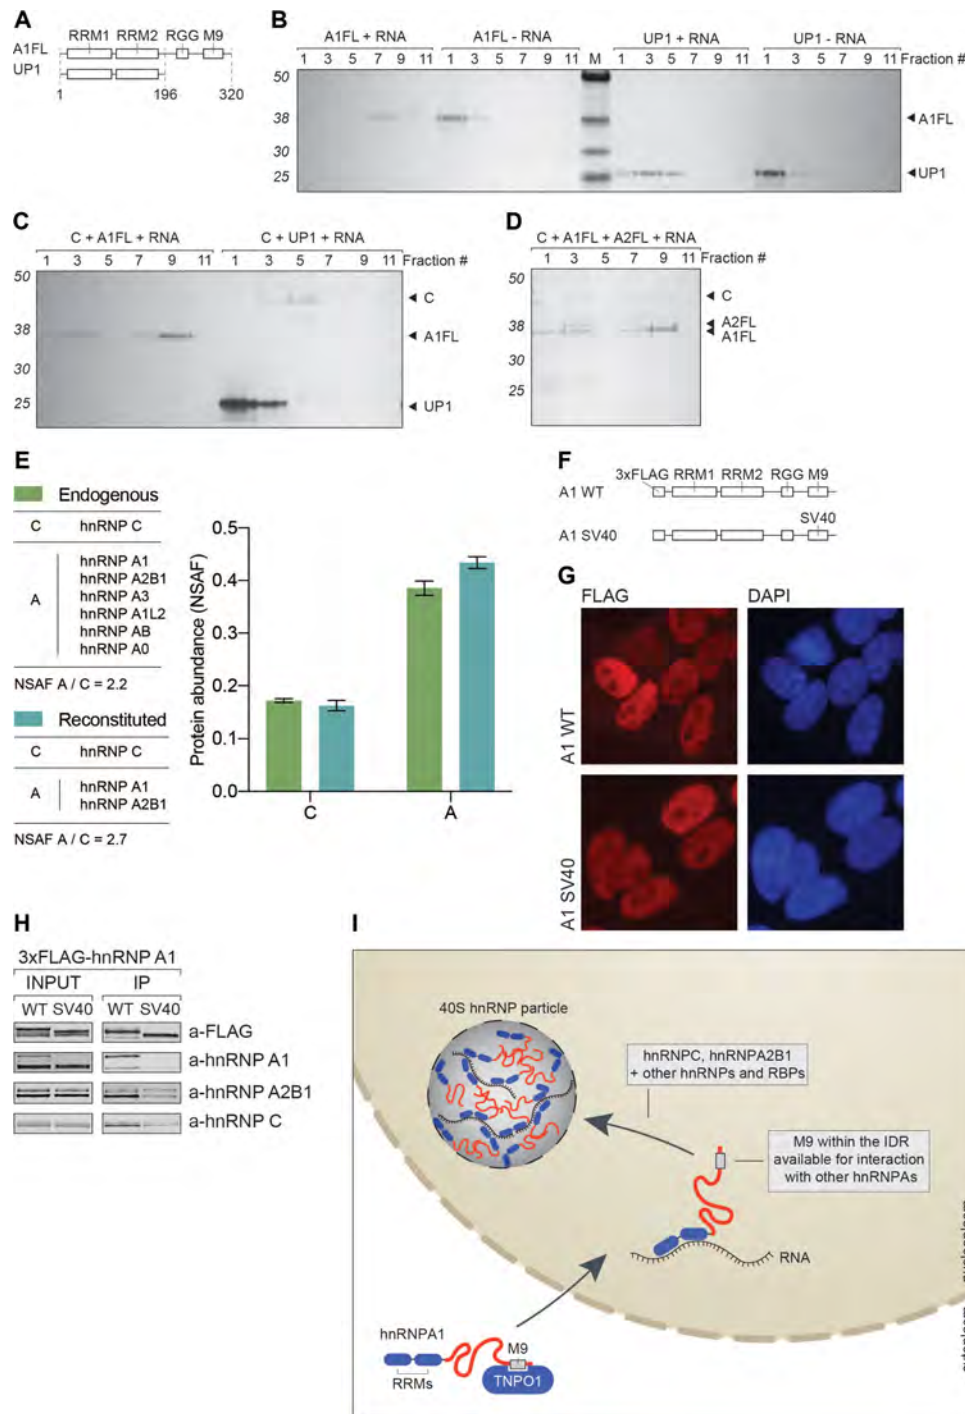 A
RRM1 RRM2 RGG M9
A1FL
UP1
1 196 320
B
A1FL + RNA A1FL - RNA UP1 + RNA UP1 - RNA
1 3 5 7 9 11 1 3 5 7 9 11 M 1 3 5 7 9 11 1 3 5 7 9 11 Fraction #
50
38 A1FL
30
25 UP1
C
C + A1FL + RNA C + UP1 + RNA
1 3 5 7 9 11 1 3 5 7 9 11 Fraction #
50
C
38 A1FL
30
25 UP1
D
C + A1FL + A2FL + RNA
1 3 5 7 9 11 Fraction #
50
C
38 A2FL
A1FL
30
25
E
Endogenous
C hnRNP C
A
hnRNP A1
hnRNP A2B1
hnRNP A3
hnRNP A1L2
hnRNP AB
hnRNP A0
NSAF A / C = 2.2
Reconstituted
C hnRNP C
A
hnRNP A1
hnRNP A2B1
NSAF A / C = 2.7
Protein abundance (NSAF)
0.5
0.4
0.3
0.2
0.1
0.0
C A
F
3xFLAG RRM1 RRM2 RGG M9
A1 WT
SV40
A1 SV40
G
FLAG DAPI
A1 WT
A1 SV40
H
3xFLAG-hnRNP A1
INPUT IP
WT SV40 WT SV40
a-FLAG
a-hnRNP A1
a-hnRNP A2B1
a-hnRNP C
I
40S hnRNP particle
hnRNPC, hnRNPA2B1
+ other hnRNPs and RBPs
M9 within the IDR
available for interaction
with other hnRNPAs
RNA
hnRNPA1
M9
RRMs
TNPO1